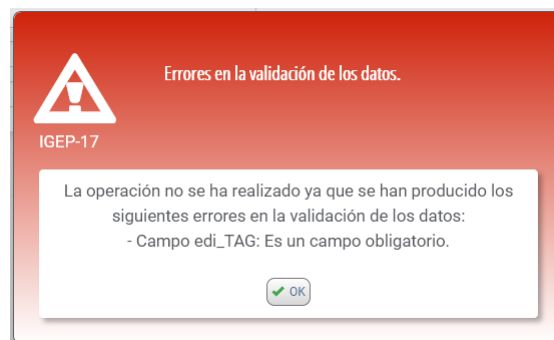 Errores en la validación de los datos.
IGEP-17
La operación no se ha realizado ya que se han producido los
siguientes errores en la validación de los datos:
- Campo edi_TAG: Es un campo obligatorio.
OK